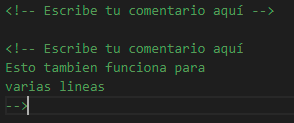 <!-- Escribe tu comentario aquí -->
<!-- Escribe tu comentario aquí
Esto tambien funciona para
varias lineas
-->